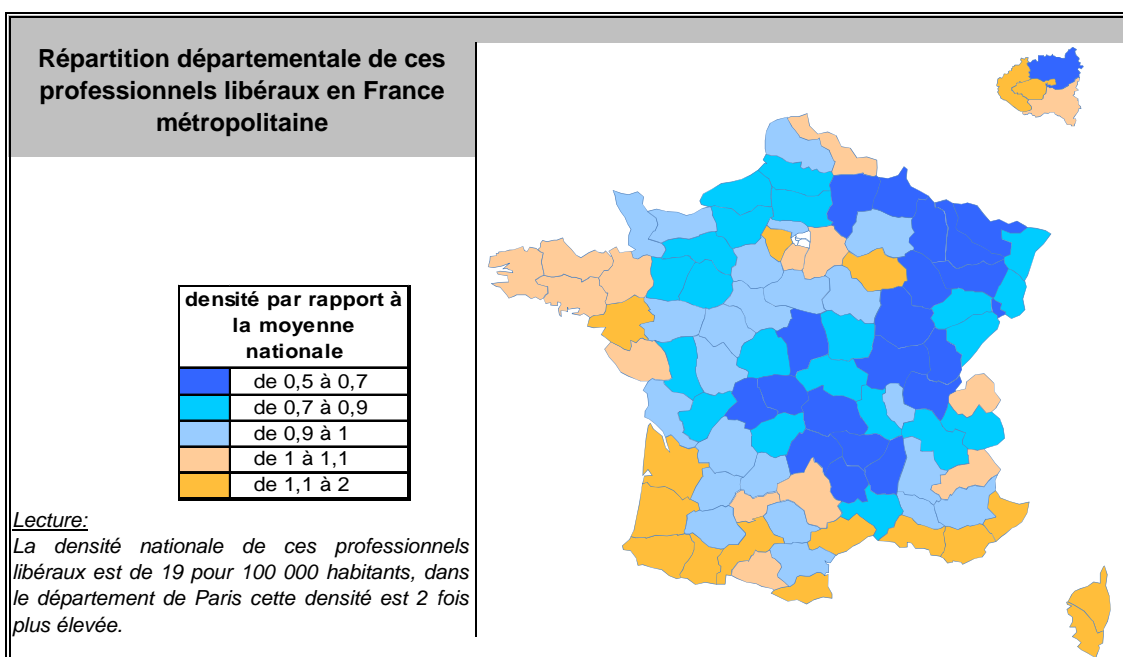 Répartition départementale de ces
professionnels libéraux en France
métropolitaine
densité par rapport à
la moyenne
nationale
de 0,5 à 0,7
de 0,7 à 0,9
de 0,9 à 1
de 1 à 1,1
de 1,1 à 2
Lecture:
La densité nationale de ces professionnels
libéraux est de 19 pour 100 000 habitants, dans
le département de Paris cette densité est 2 fois
plus élevée.